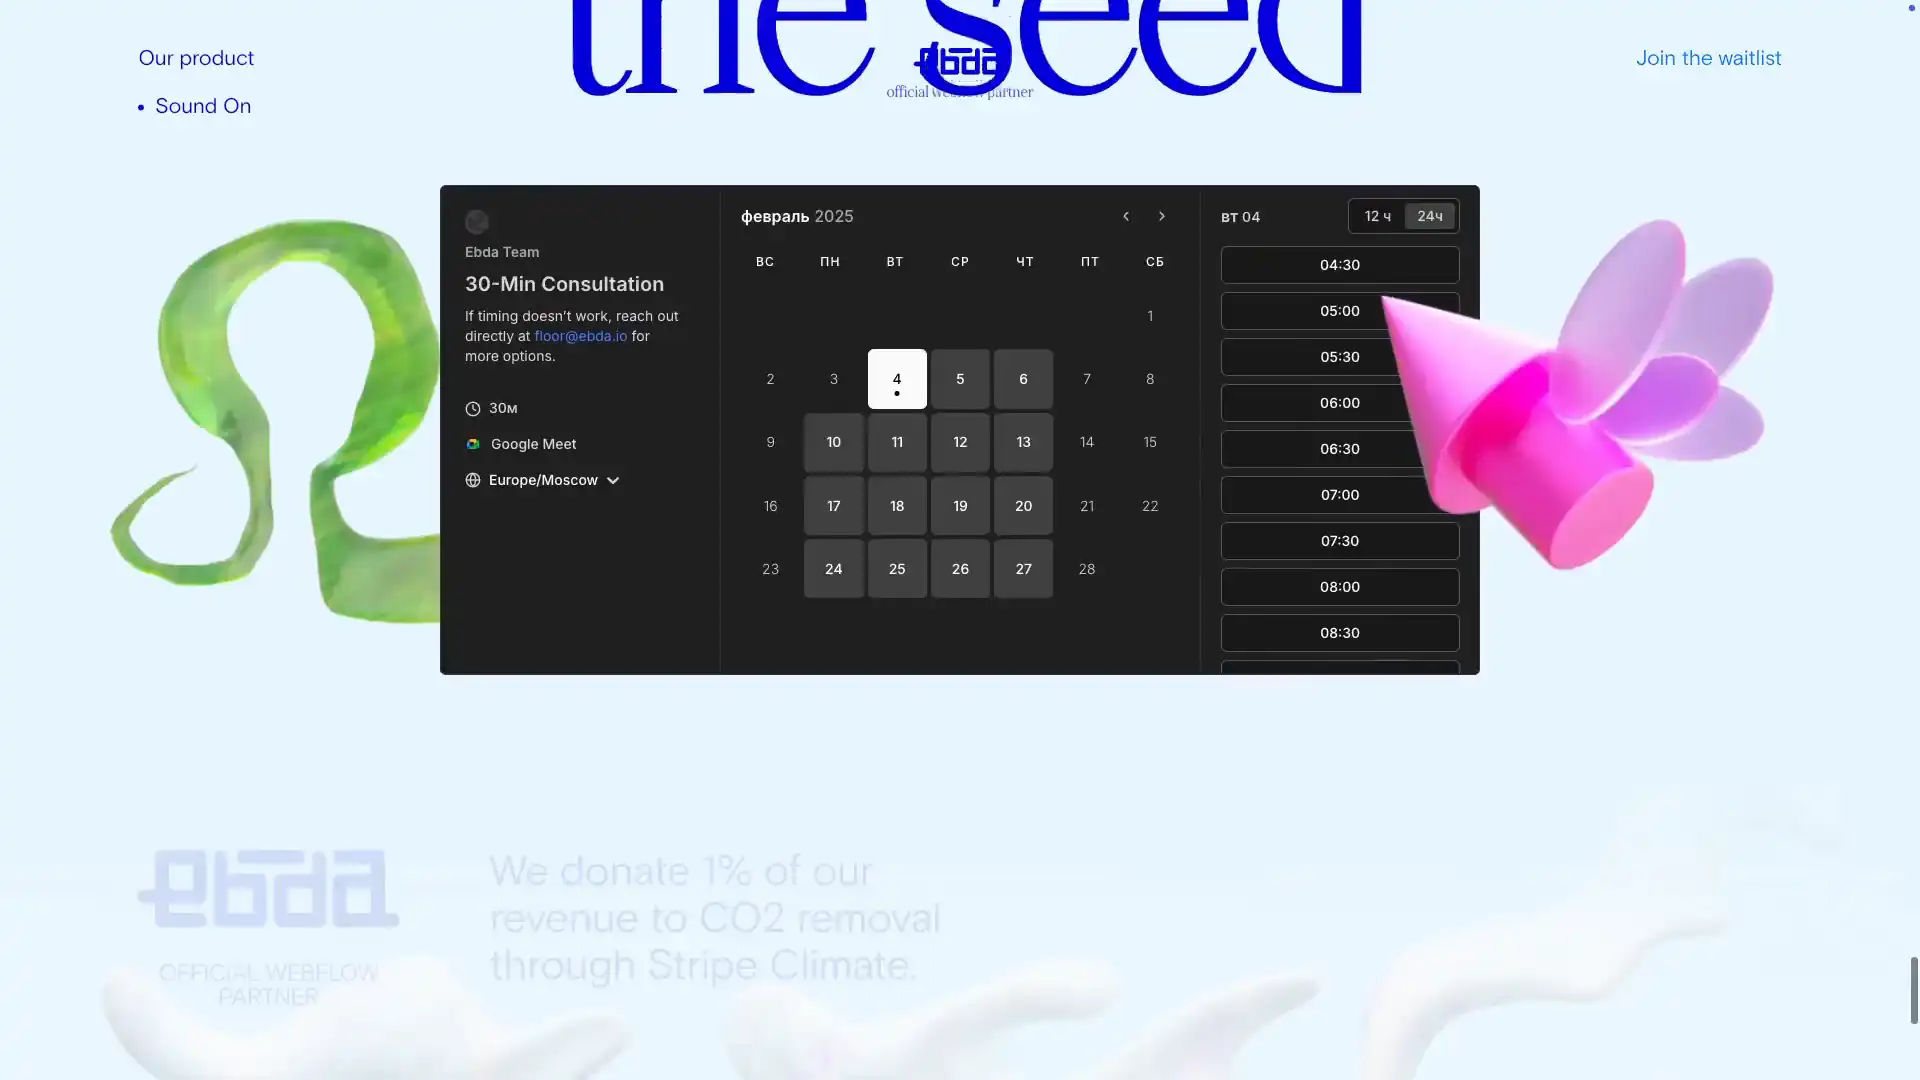 Our product
Sound On
the seed
ebda
official webflow partner
Join the waitlist
Ebda Team
30-Min Consultation
If timing doesn’t work, reach out
directly at floor@ebda.io for
more options.
30м
Google Meet
Europe/Moscow
февраль 2025
ВС ПН ВТ СР ЧТ ПТ СБ
1
2 3 4 5 6 7 8
9 10 11 12 13 14 15
16 17 18 19 20 21 22
23 24 25 26 27 28
вт 04
12 ч 24ч
04:30
05:00
05:30
06:00
06:30
07:00
07:30
08:00
08:30
ebda
OFFICIAL WEBFLOW
PARTNER
We donate 1% of our
revenue to CO2 removal
through Stripe Climate.